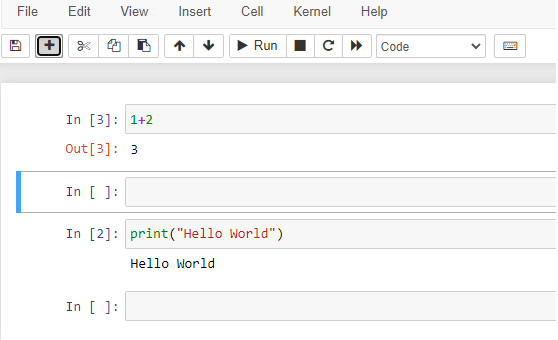 File Edit View Insert Cell Kernel Help
Run Code
In [3]: 1+2
Out[3]: 3
In [ ]:
In [2]: print("Hello World")
Hello World
In [ ]: